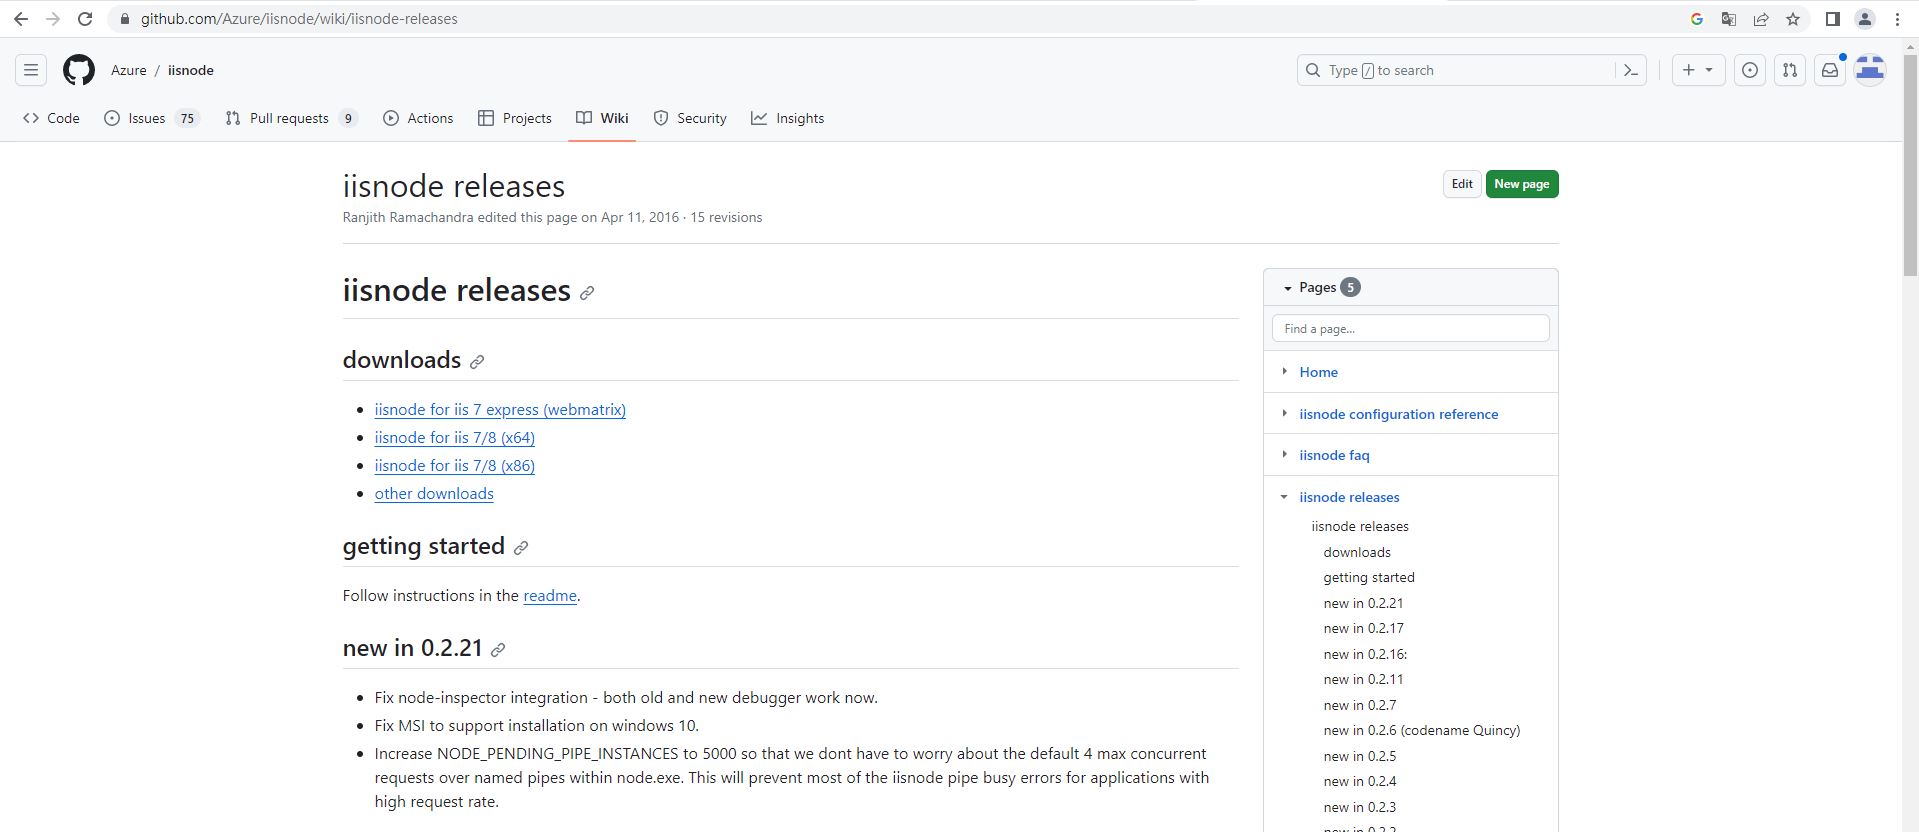 github.com/Azure/iisnode/wiki/iisnode-releases
Azure / iisnode
Type / to search
Code
Issues 75
Pull requests 9
Actions
Projects
Wiki
Security
Insights
iisnode releases
Edit
New page
Ranjith Ramachandra edited this page on Apr 11, 2016 · 15 revisions
iisnode releases
downloads
iisnode for iis 7 express (webmatrix)
iisnode for iis 7/8 (x64)
iisnode for iis 7/8 (x86)
other downloads
getting started
Follow instructions in the readme.
new in 0.2.21
Fix node-inspector integration - both old and new debugger work now.
Fix MSI to support installation on windows 10.
Increase NODE_PENDING_PIPE_INSTANCES to 5000 so that we dont have to worry about the default 4 max concurrent
requests over named pipes within node.exe. This will prevent most of the iisnode pipe busy errors for applications with
high request rate.
Pages 5
Find a page...
Home
iisnode configuration reference
iisnode faq
iisnode releases
iisnode releases
downloads
getting started
new in 0.2.21
new in 0.2.17
new in 0.2.16:
new in 0.2.11
new in 0.2.7
new in 0.2.6 (codename Quincy)
new in 0.2.5
new in 0.2.4
new in 0.2.3